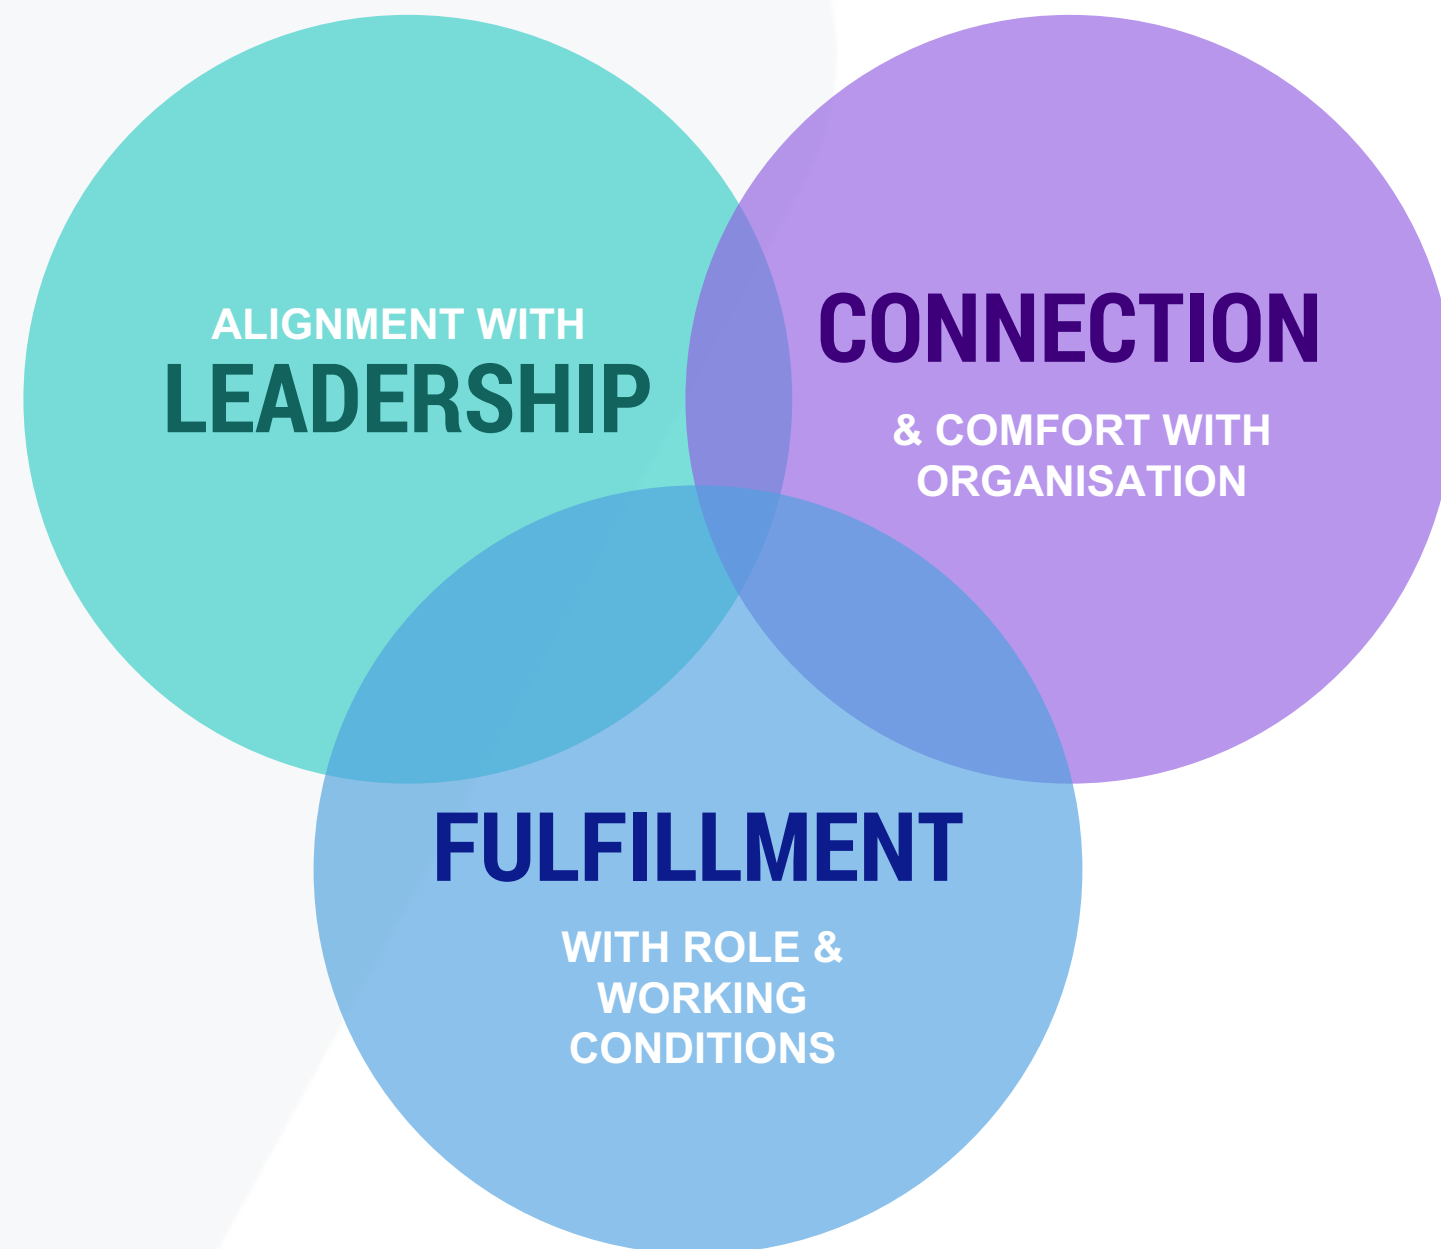 ALIGNMENT WITH
LEADERSHIP
CONNECTION
& COMFORT WITH
ORGANISATION
FULFILLMENT
WITH ROLE &
WORKING
CONDITIONS